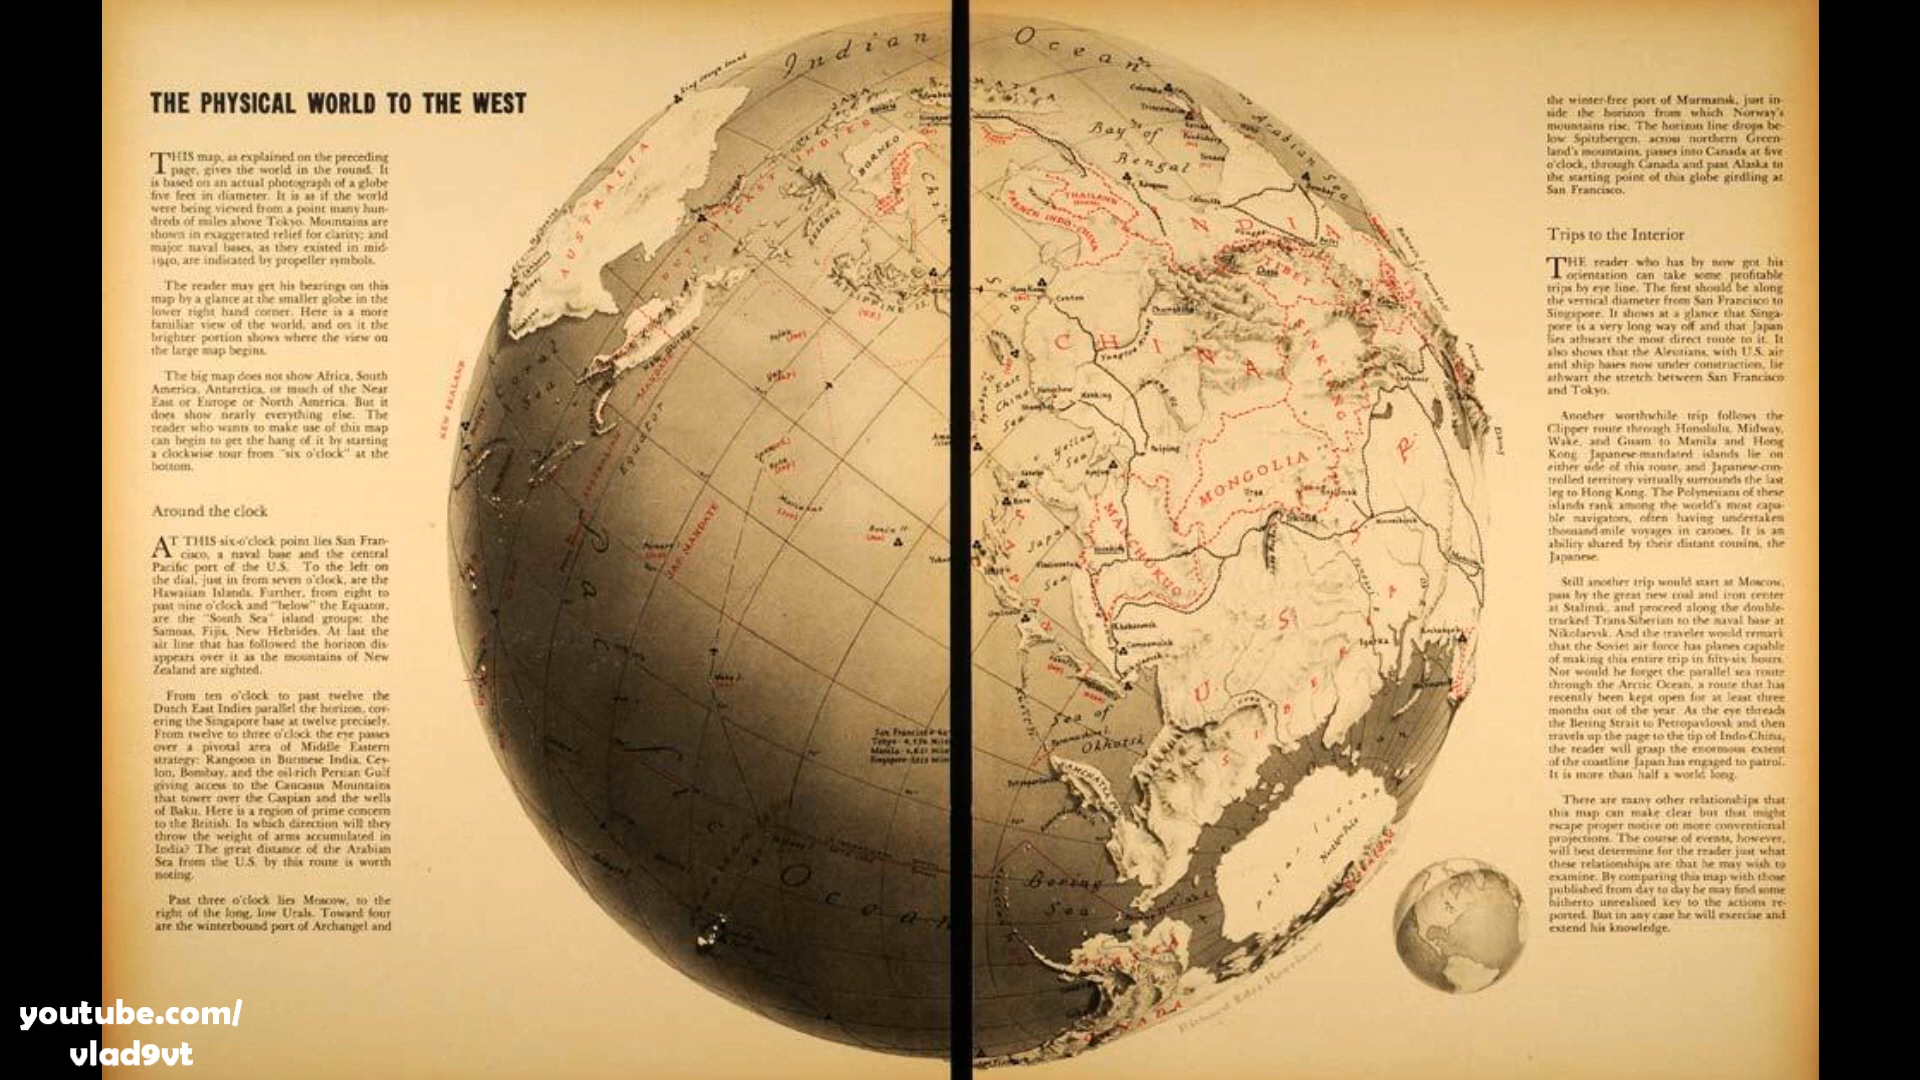 THE PHYSICAL WORLD TO THE WEST
THIS map, as explained on the preceding
page, gives the world in the round. It
is based on an actual photograph of a globe
five feet in diameter. It is as if the world
were being viewed from a point many hun-
dreds of miles above Tokyo. Mountains are
shown in exaggerated relief for clarity; and
major naval bases, as they existed in mid-
1940, are indicated by propeller symbols.
The reader may get his bearings on this
map by a glance at the smaller globe in the
lower right hand corner. Here is a more
familiar view of the world, and on it the
brighter portion shows where the view on
the large map begins.
The big map does not show Africa, South
America, Antarctica, or much of the Near
East or Europe or North America. But it
does show nearly everything else. The
reader who wants to make use of this map
can begin to get the hang of it by starting
a clockwise tour from "six o'clock" at the
bottom.
Around the clock
AT THIS six-o'clock point lies San Fran-
cisco, a naval base and the central
Pacific port of the U.S. To the left on
the dial, just in from seven o'clock, are the
Hawaiian Islands. Further, from eight to
past nine o'clock and "below" the Equator,
are the "South Sea" island groups: the
Samoas, Fijis, New Hebrides. At last the
air line that has followed the horizon dis-
appears over it as the mountains of New
Zealand are sighted.
From ten o'clock to past twelve the
Dutch East Indies parallel the horizon, cov-
ering the Singapore base at twelve precisely.
From twelve to three o'clock the eye passes
over a pivotal area of Middle Eastern
strategy: Rangoon in Burmese India, Cey-
lon, Bombay, and the oil-rich Persian Gulf
giving access to the Caucasus Mountains
that tower over the Caspian and the wells
of Baku. Here is a region of prime concern
to the British. In which direction will they
throw the weight of arms accumulated in
India? The great distance of the Arabian
Sea from the U.S. by this route is worth
noting.
Past three o'clock lies Moscow, to the
right of the long, low Urals. Toward four
are the winterbound port of Archangel and
the winter-free port of Murmansk, just in-
side the horizon from which Norway's
mountains rise. The horizon line drops be-
low Spitzbergen, across northern Green-
land's mountains, passes into Canada at five
o'clock, through Canada and past Alaska to
the starting point of this globe girdling at
San Francisco.
Trips to the Interior
THE reader who has by now got his
orientation can take some profitable
trips by eye line. The first should be along
the vertical diameter from San Francisco to
Singapore. It shows at a glance that Singa-
pore is a very long way off and that Japan
lies athwart the most direct route to it. It
also shows that the Aleutians, with U.S. air
and ship bases now under construction, lie
athwart the stretch between San Francisco
and Tokyo.
Another worthwhile trip follows the
Clipper route through Honolulu, Midway,
Wake, and Guam to Manila and Hong
Kong. Japanese-mandated islands lie on
either side of this route, and Japanese-con-
trolled territory virtually surrounds the last
leg to Hong Kong. The Polynesians of these
islands rank among the world's most capa-
ble navigators, often having undertaken
thousand-mile voyages in canoes. It is an
ability shared by their distant cousins, the
Japanese.
Still another trip would start at Moscow,
pass by the great new coal and iron center
at Stalinsk, and proceed along the double-
tracked Trans-Siberian to the naval base at
Nikolaevsk. And the traveler would remark
that the Soviet air force has planes capable
of making this entire trip in fifty-six hours.
Nor would he forget the parallel sea route
through the Arctic Ocean, a route that has
recently been kept open for at least three
months out of the year. As the eye threads
the Bering Strait to Petropavlovsk and then
travels up the page to the tip of Indo-China,
the reader will grasp the enormous extent
of the coastline Japan has engaged to patrol.
It is more than half a world long.
There are many other relationships that
this map can make clear but that might
escape proper notice on more conventional
projections. The course of events, however,
will best determine for the reader just what
these relationships are that he may wish to
examine. By comparing this map with those
published from day to day he may find some
hitherto unrealized key to the actions re-
ported. But in any case he will exercise and
extend his knowledge.
Indian Ocean
AUSTRALIA
NEW ZEALAND
Coral Sea
Equator
BORNEO
JAVA
PHILIPPINE IS.
JAP. MANDATE
Pacific Ocean
Bay of Bengal
Arabian Sea
THAILAND
FRENCH INDO-CHINA
INDIA
TIBET
SINKIANG
CHINA
MONGOLIA
MANCHUKUO
JAPAN
East China Sea
Yellow Sea
Japan Sea
Hong Kong
Canton
Nanking
Peiping
U. S. S. R.
SIBERIA
Sea of Okhotsk
KAMCHATKA
Bering Sea
ALASKA
CANADA
polar icecap
North Pole
Richard Edes Harrison
youtube.com/
vlad9vt